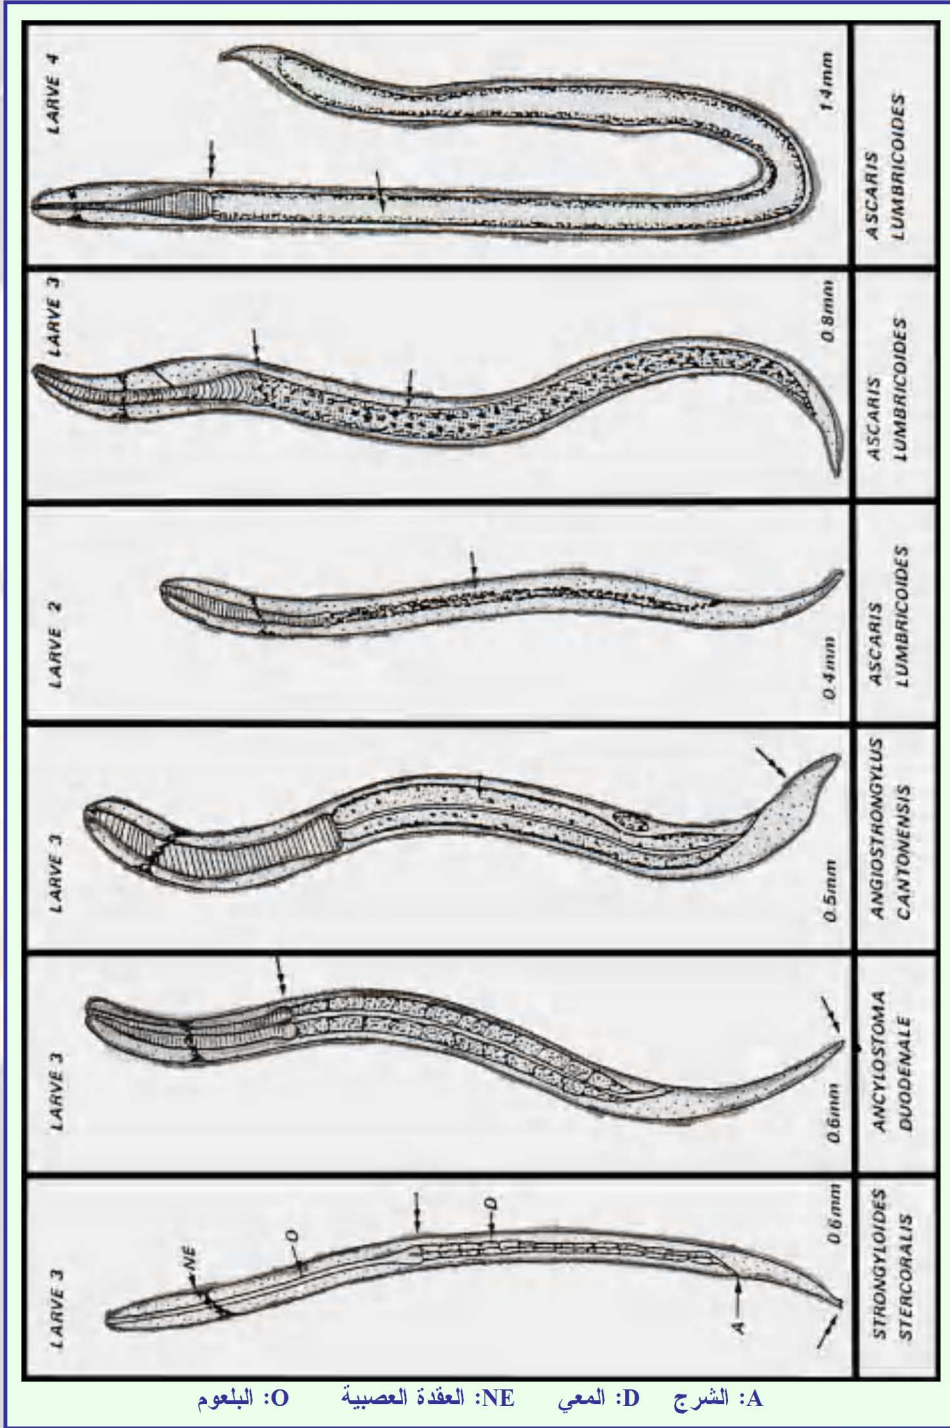 LARVE 4
14mm
ASCARIS
LUMBRICOIDES
LARVE 3
0.8mm
ASCARIS
LUMBRICOIDES
LARVE 2
0.4mm
ASCARIS
LUMBRICOIDES
LARVE 3
0.5mm
ANGIOSTRONGYLUS
CANTONENSIS
LARVE 3
0.6mm
ANCYLOSTOMA
DUODENALE
LARVE 3
NE
O
D
A
0.6mm
STRONGYLOIDES
STERCORALIS
A: الشرج D: المعي NE: العقدة العصبية O: البلعوم